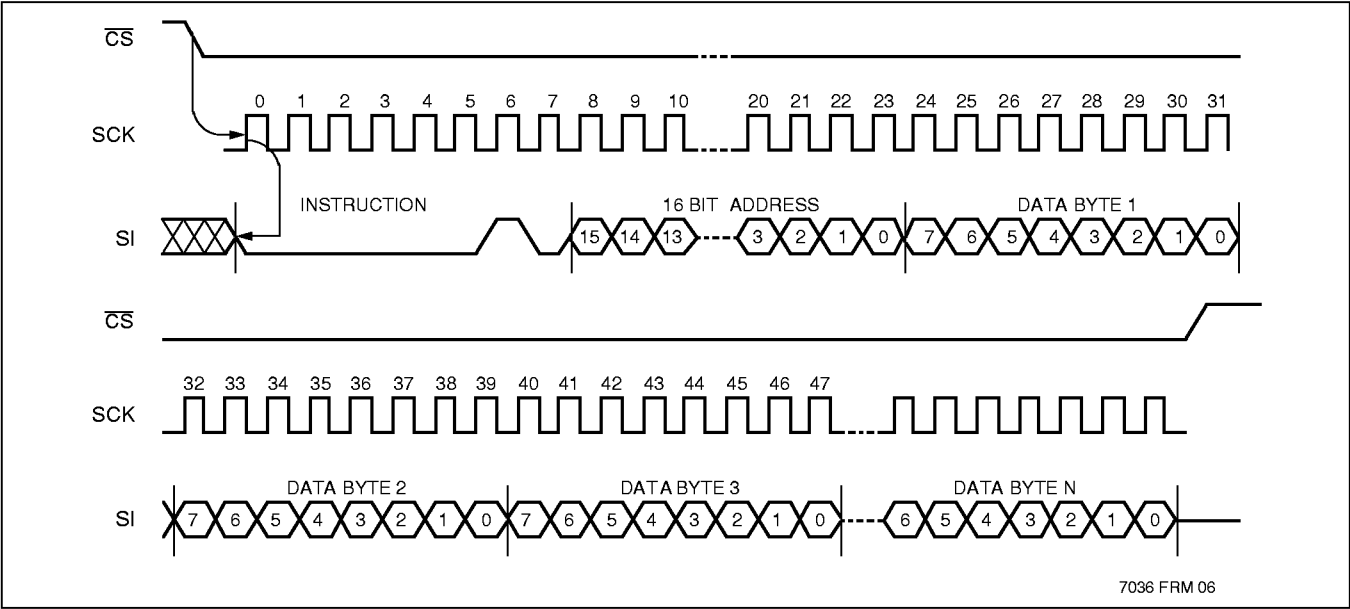 CS
0 1 2 3 4 5 6 7 8 9 10 20 21 22 23 24 25 26 27 28 29 30 31
SCK
INSTRUCTION 16 BIT ADDRESS DATA BYTE 1
SI 15 14 13 3 2 1 0 7 6 5 4 3 2 1 0
CS
32 33 34 35 36 37 38 39 40 41 42 43 44 45 46 47
SCK
DATA BYTE 2 DATA BYTE 3 DATA BYTE N
SI 7 6 5 4 3 2 1 0 7 6 5 4 3 2 1 0 6 5 4 3 2 1 0
7036 FRM 06